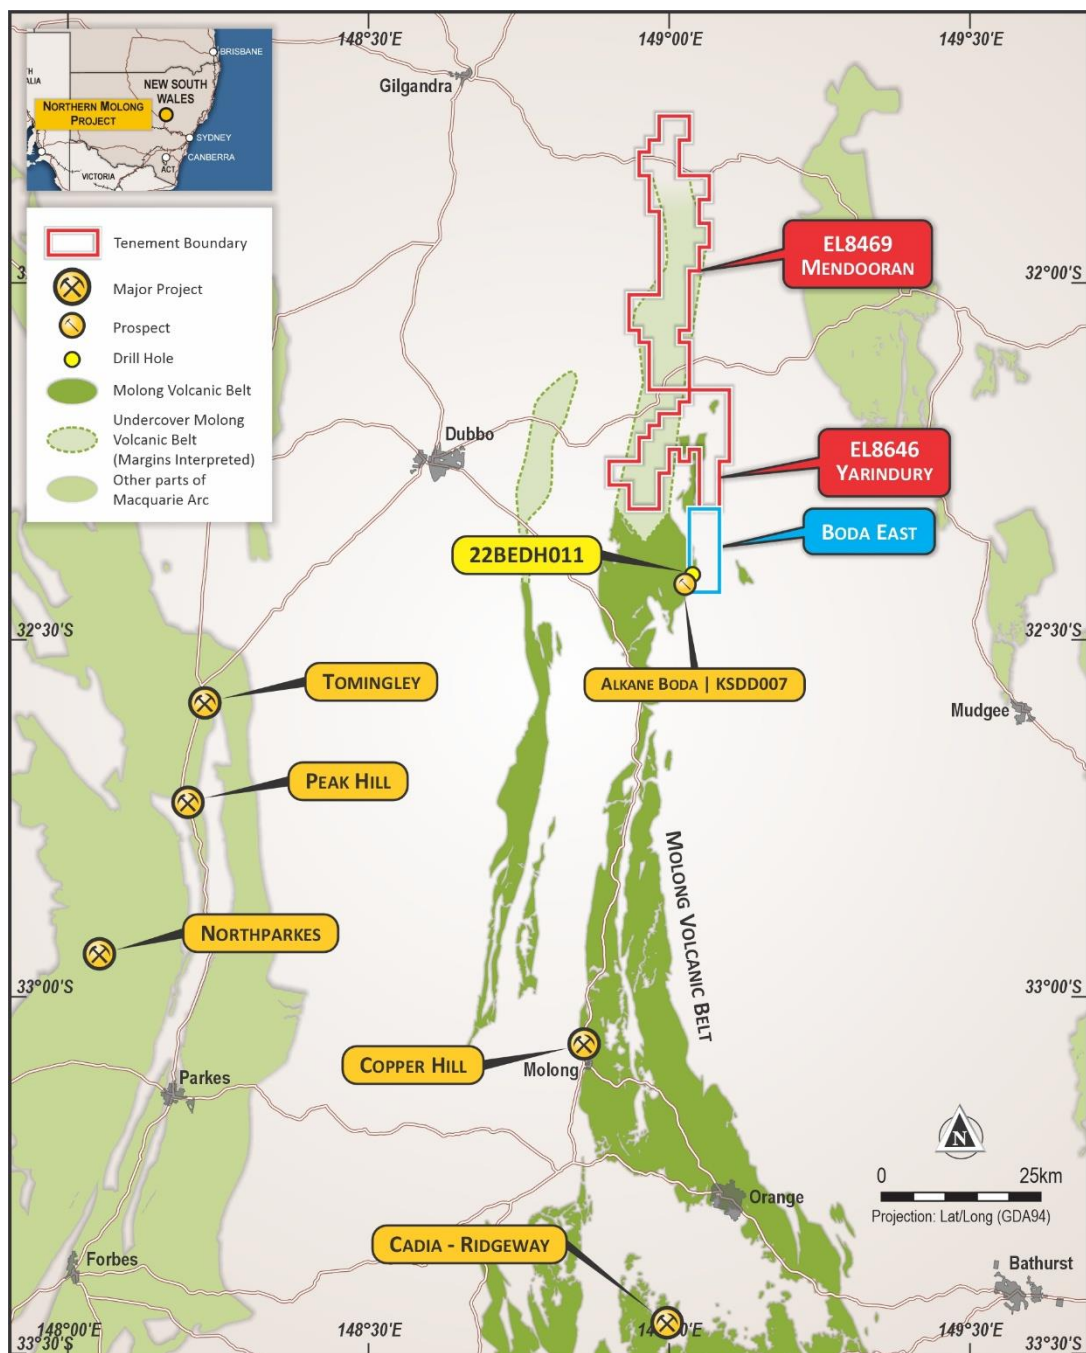 148°30'E
149°00'E
149°30'E
BRISBANE
NEW SOUTH
WALES
NORTHERN MOLONG
PROJECT
SYDNEY
CANBERRA
ACT
VICTORIA
Gilgandra
Tenement Boundary
Major Project
Prospect
Drill Hole
Molong Volcanic Belt
Undercover Molong
Volcanic Belt
(Margins Interpreted)
Other parts of
Macquarie Arc
EL8469
MENDOORAN
32°00'S
Dubbo
EL8646
YARINDURY
BODA EAST
22BEDH011
32°30'S
32°30'S
ALKANE BODA | KSDD007
TOMINGLEY
Mudgee
PEAK HILL
MOLONG VOLCANIC BELT
NORTHPARKES
33°00'S
33°00'S
COPPER HILL
Molong
Parkes
N
0 25km
Projection: Lat/Long (GDA94)
Orange
CADIA - RIDGEWAY
Forbes
Bathurst
148°00'E
148°30'E
149°30'E
33°30'S
33°30'S